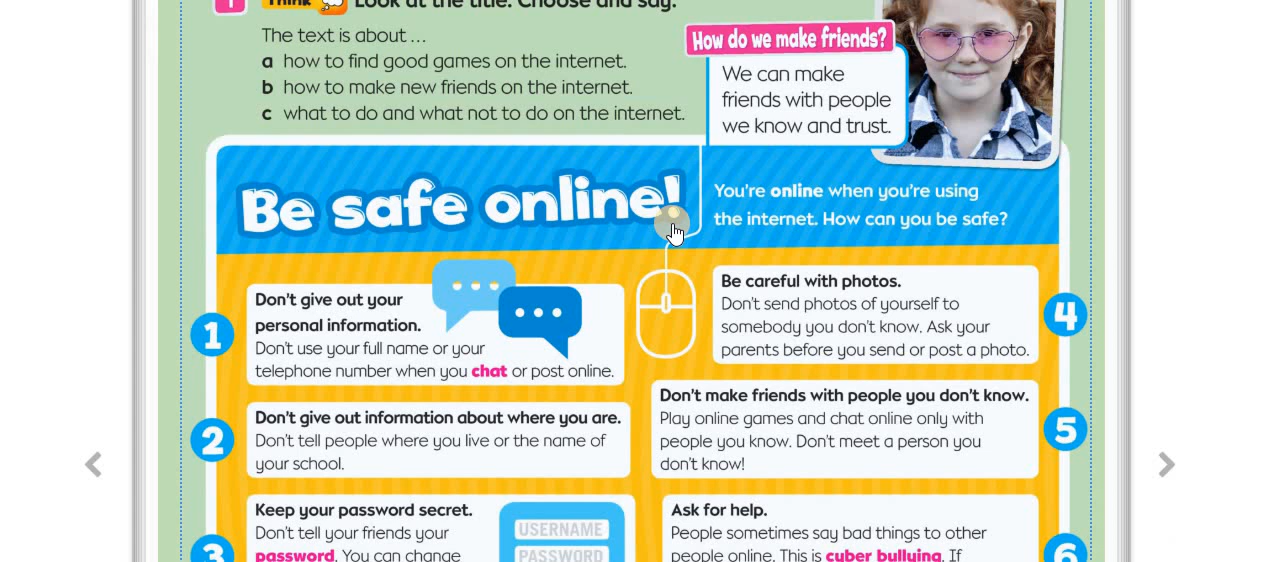 1 Think Look at the title. Choose and say.
The text is about ...
a how to find good games on the internet.
b how to make new friends on the internet.
c what to do and what not to do on the internet.
How do we make friends?
We can make
friends with people
we know and trust.
Be safe online!
You're online when you're using
the internet. How can you be safe?
1
Don't give out your
personal information.
Don't use your full name or your
telephone number when you chat or post online.
2
Don't give out information about where you are.
Don't tell people where you live or the name of
your school.
3
Keep your password secret.
Don't tell your friends your
password. You can change
USERNAME
PASSWORD
4
Be careful with photos.
Don't send photos of yourself to
somebody you don't know. Ask your
parents before you send or post a photo.
5
Don't make friends with people you don't know.
Play online games and chat online only with
people you know. Don't meet a person you
don't know!
6
Ask for help.
People sometimes say bad things to other
people online. This is cyber bullying. If